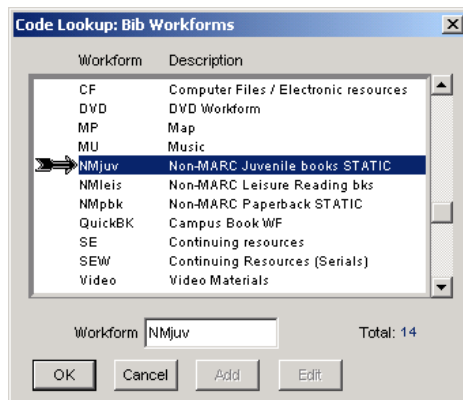 Code Lookup: Bib Workforms
Workform Description
CF Computer Files / Electronic resources
DVD DVD Workform
MP Map
MU Music
NMjuv Non-MARC Juvenile books STATIC
NMleis Non-MARC Leisure Reading bks
NMpbk Non-MARC Paperback STATIC
QuickBK Campus Book WF
SE Continuing resources
SEW Continuing Resources (Serials)
Video Video Materials
Workform NMjuv Total: 14
OK Cancel Add Edit